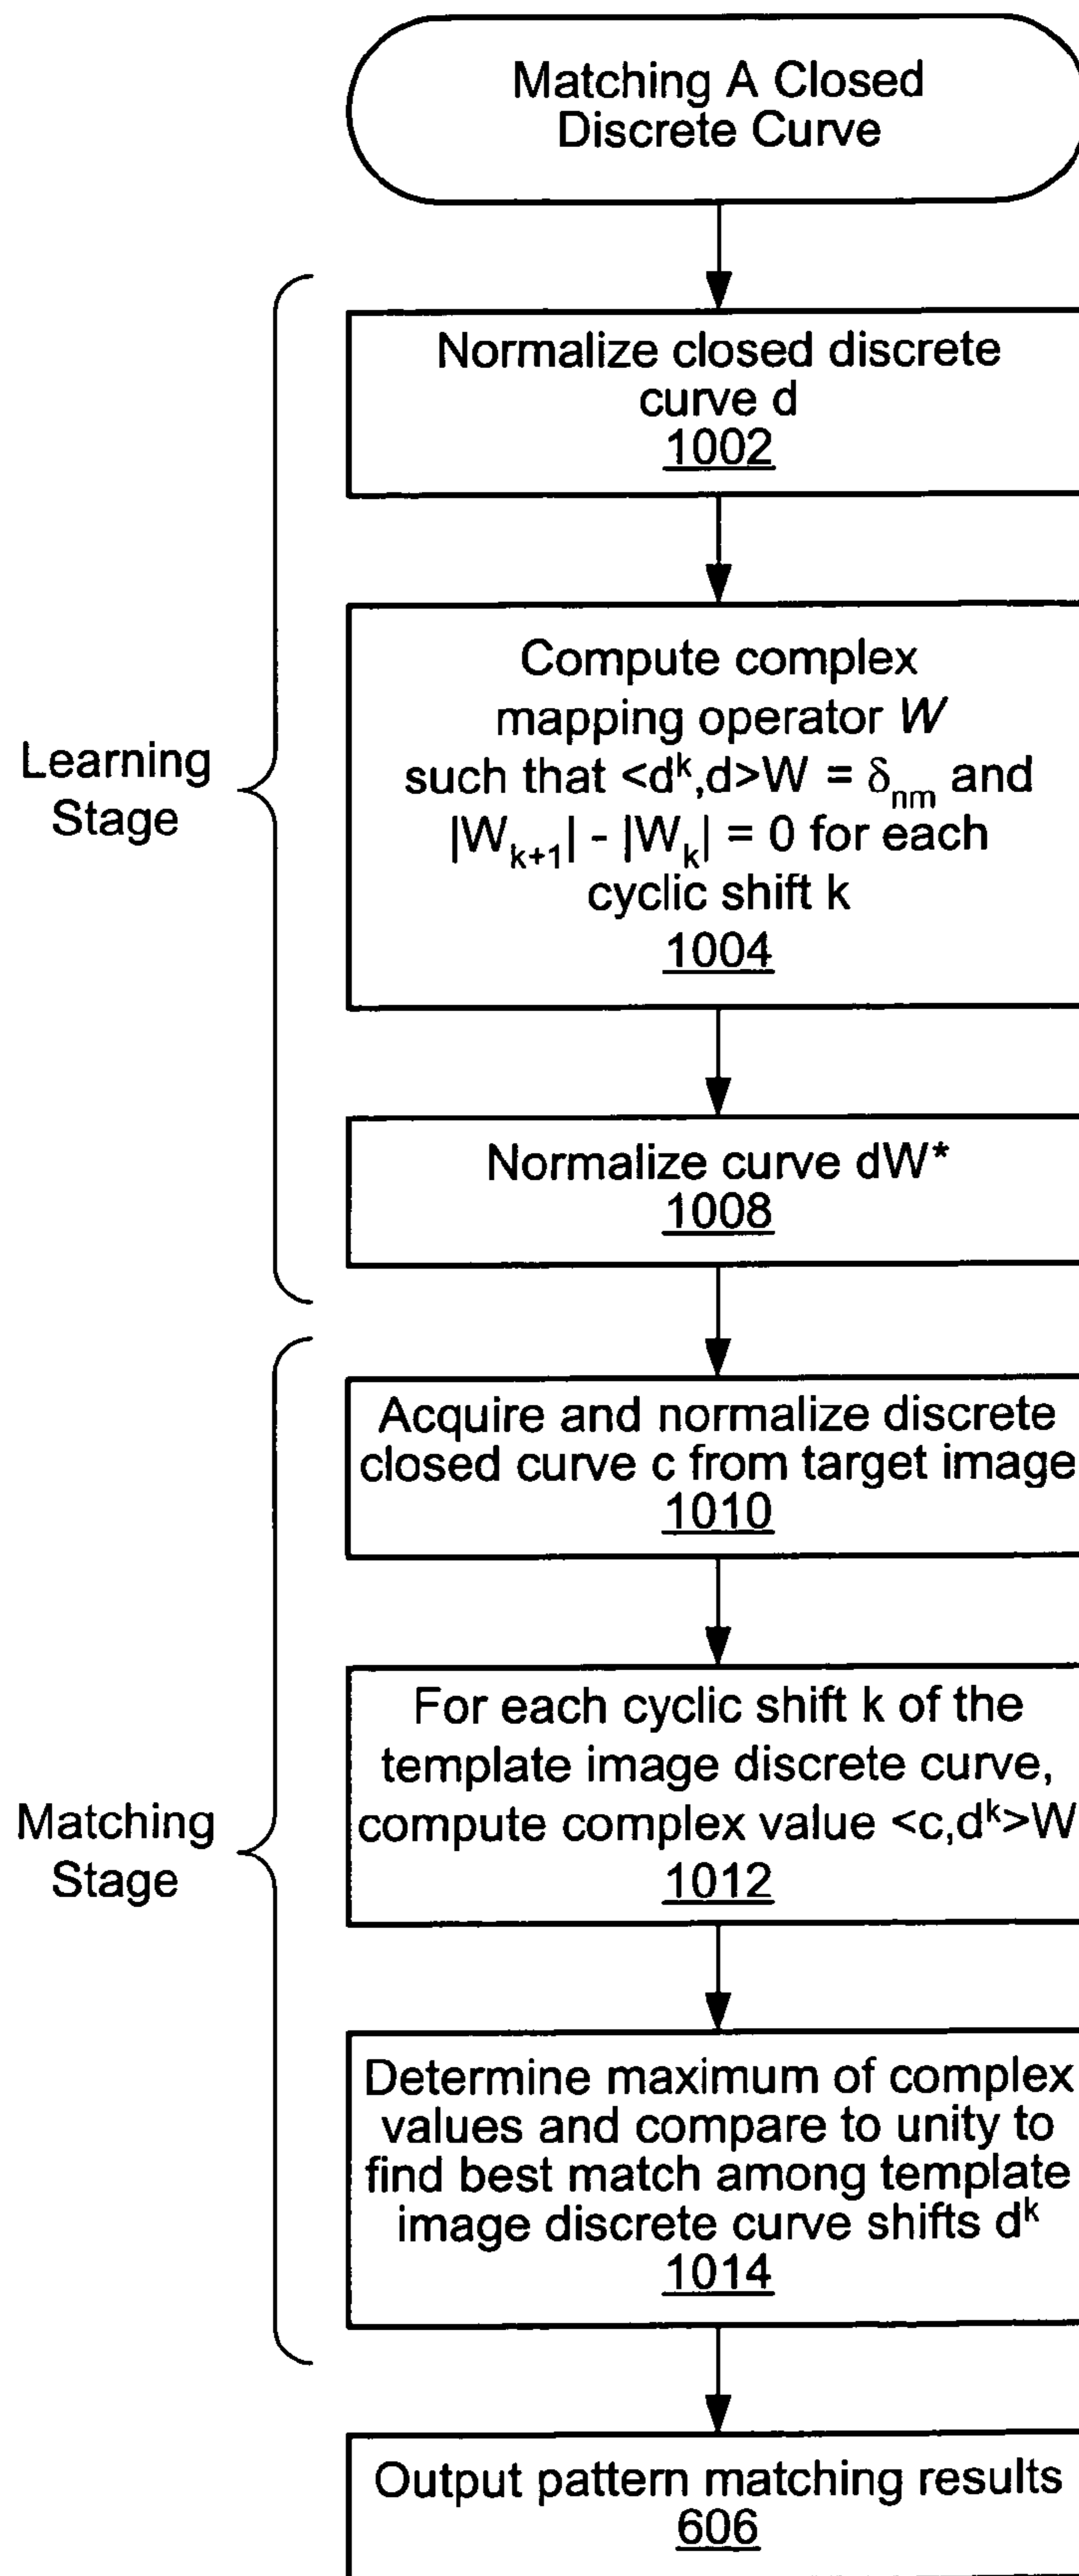 Matching A Closed
Discrete Curve
Normalize closed discrete
curve d
1002
Compute complex
mapping operator W
such that <d^k,d>W = δ_nm and
|W_k+1| - |W_k| = 0 for each
cyclic shift k
1004
Normalize curve dW*
1008
Learning
Stage
Acquire and normalize discrete
closed curve c from target image
1010
For each cyclic shift k of the
template image discrete curve,
compute complex value <c,d^k>W
1012
Determine maximum of complex
values and compare to unity to
find best match among template
image discrete curve shifts d^k
1014
Matching
Stage
Output pattern matching results
606